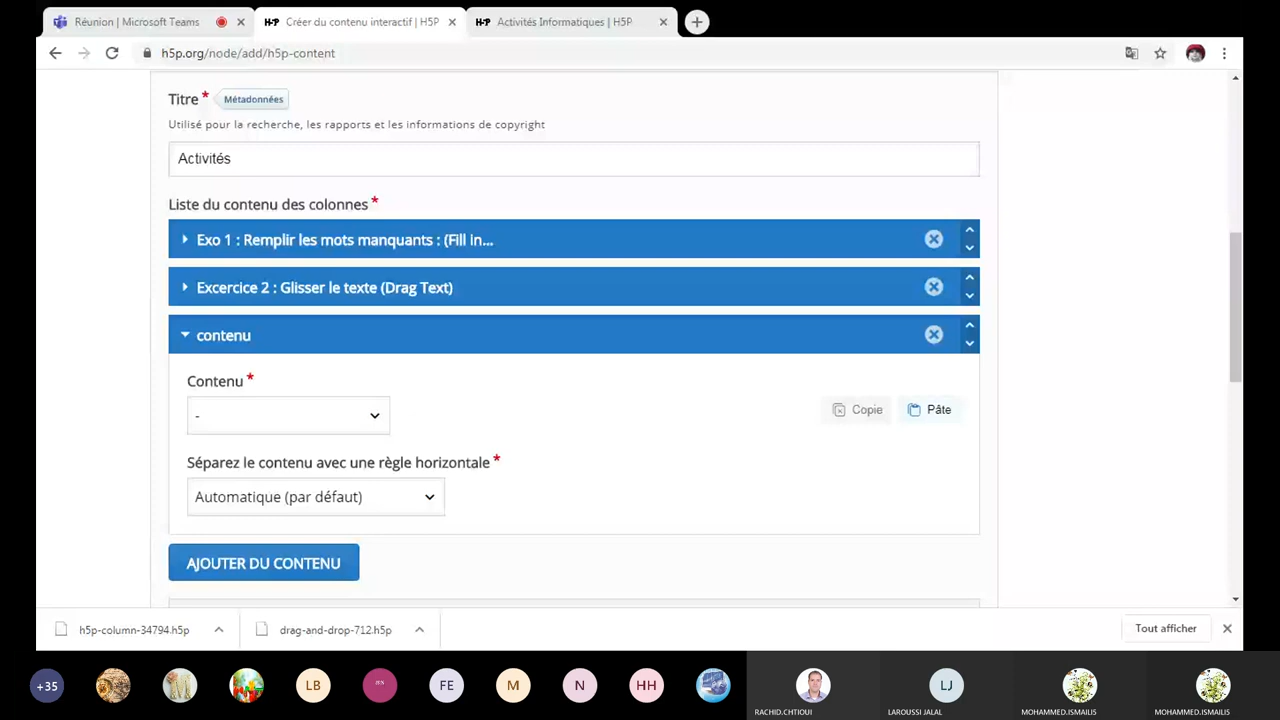 Réunion | Microsoft Teams
H-P Créer du contenu interactif | H5P
H-P Activités Informatiques | H5P
h5p.org/node/add/h5p-content
Titre *
Métadonnées
Utilisé pour la recherche, les rapports et les informations de copyright
Activités
Liste du contenu des colonnes *
Exo 1 : Remplir les mots manquants : (Fill in...
Excercice 2 : Glisser le texte (Drag Text)
contenu
Contenu *
-
Copie
Pâte
Séparez le contenu avec une règle horizontale *
Automatique (par défaut)
AJOUTER DU CONTENU
h5p-column-34794.h5p
drag-and-drop-712.h5p
Tout afficher
+35
LB
FE
M
N
HH
LJ
RACHID.CHTIOUI
LAROUSSI JALAL
MOHAMMED.ISMAILIS
MOHAMMED.ISMAILIS